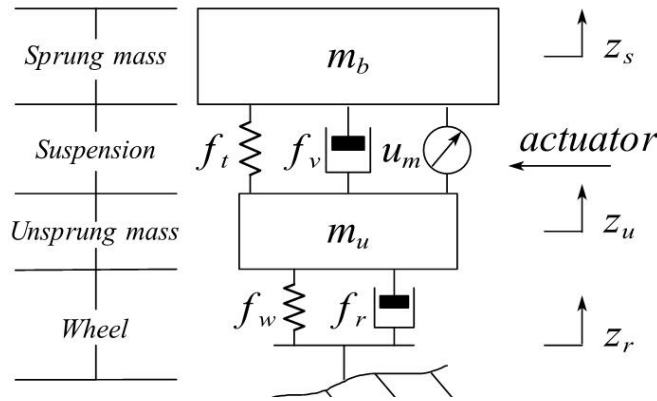 Sprung mass
m_b
z_s
Suspension
f_t
f_v
u_m
actuator
Unsprung mass
m_u
z_u
Wheel
f_w
f_r
z_r